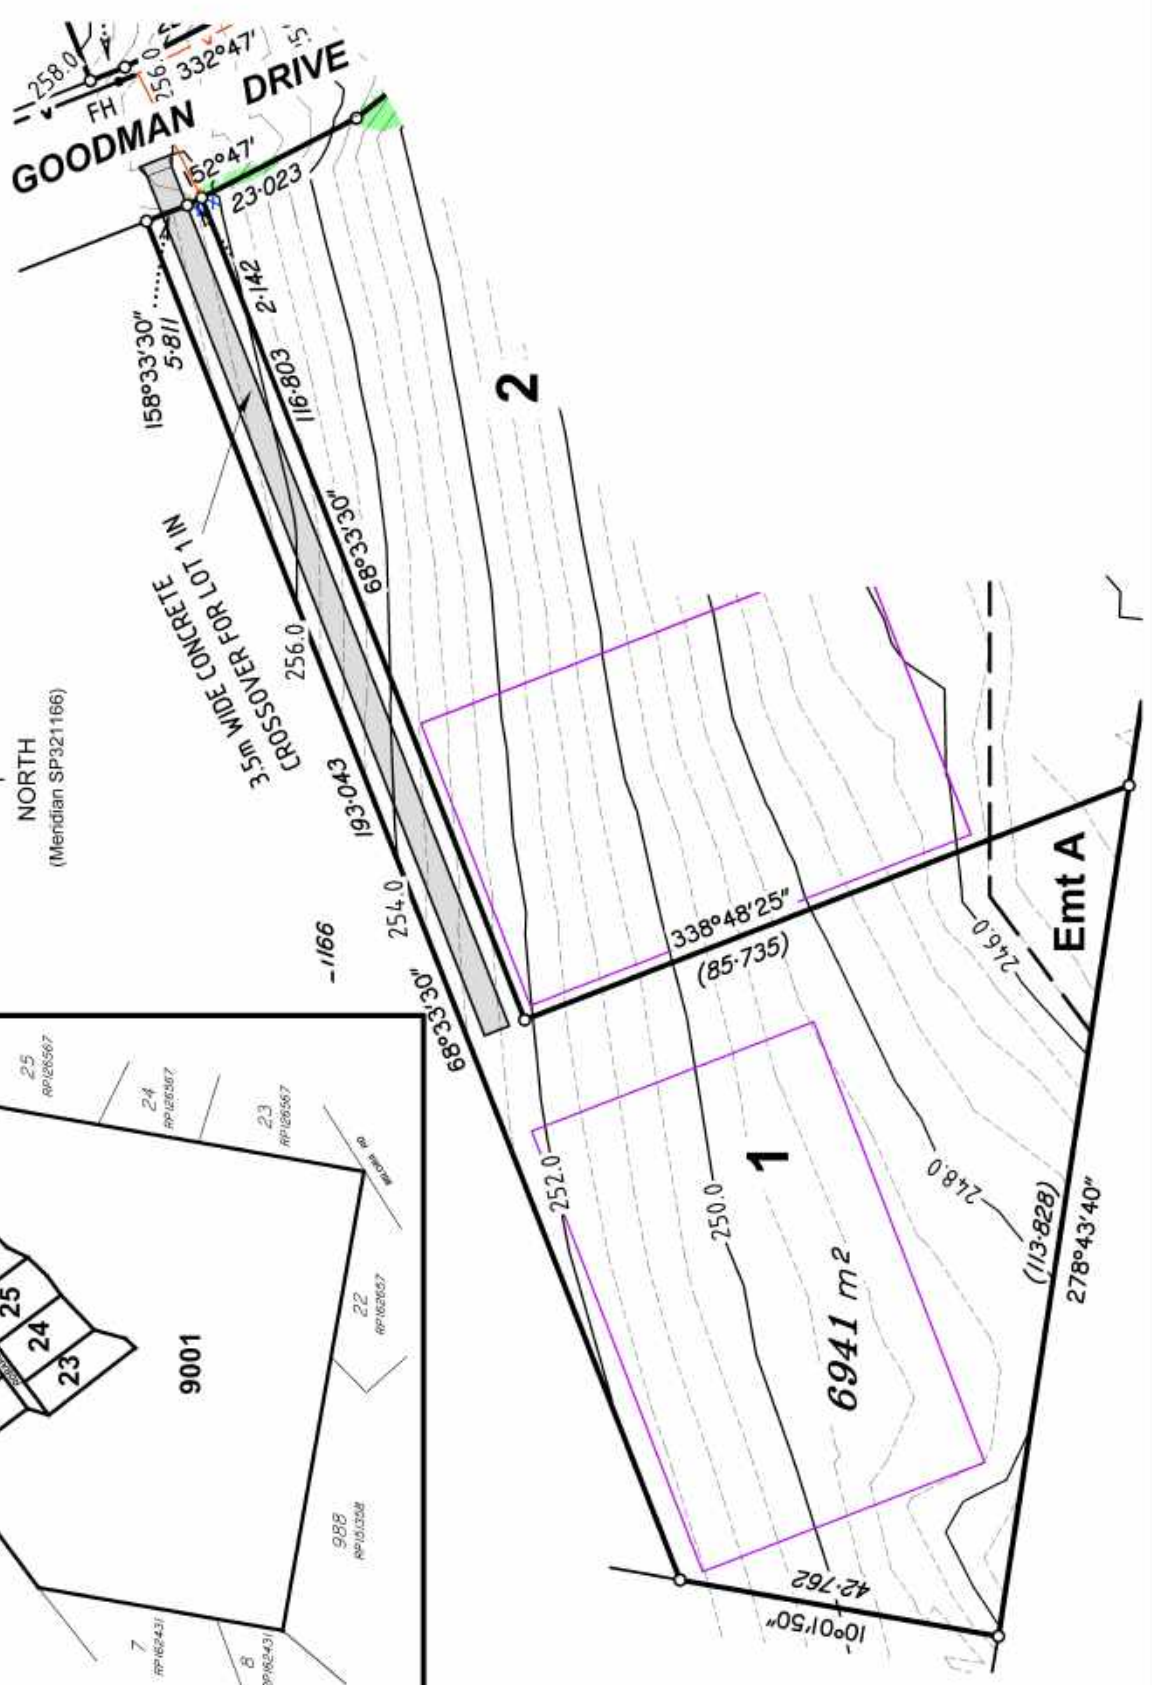 258.0
256.0
332°47'
FH
GOODMAN DRIVE
52°47'
23·023
2·142
158°33'30"
5·811
116·803
68°33'30"
2
3.5m WIDE CONCRETE
CROSSOVER FOR LOT 1 IN
256.0
NORTH
(Meridian SP321166)
193·043
254.0
68°33'30"
338°48'25"
(85·735)
246.0
Emt A
252.0
250.0
1
248.0
6941 m²
(113·828)
278°43'40"
42·762
10°01'50"
25
RP126567
24
RP126567
23
RP126567
25
24
23
9001
22
RP162657
988
RP151358
7
RP162431
8